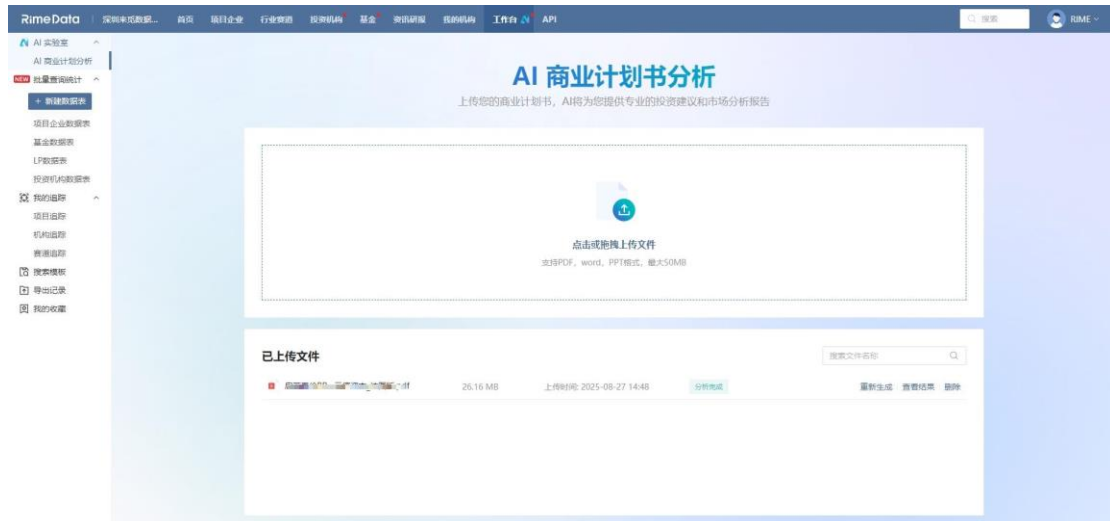 RimeData 深圳来觅数据... 首页 项目企业 行业赛道 投资机构 基金 资讯研报 我的机构 工作台 API 搜索 RIME
AI 实验室
AI 商业计划分析
NEW 批量查询统计
+ 新建数据表
项目企业数据表
基金数据表
LP数据表
投资机构数据表
我的追踪
项目追踪
机构追踪
赛道追踪
搜索模板
导出记录
我的收藏
AI 商业计划书分析
上传您的商业计划书，AI将为您提供专业的投资建议和市场分析报告
点击或拖拽上传文件
支持PDF，word，PPT格式，最大50MB
已上传文件
搜索文件名称
26.16 MB 上传时间: 2025-08-27 14:48 分析完成 重新生成 查看结果 删除